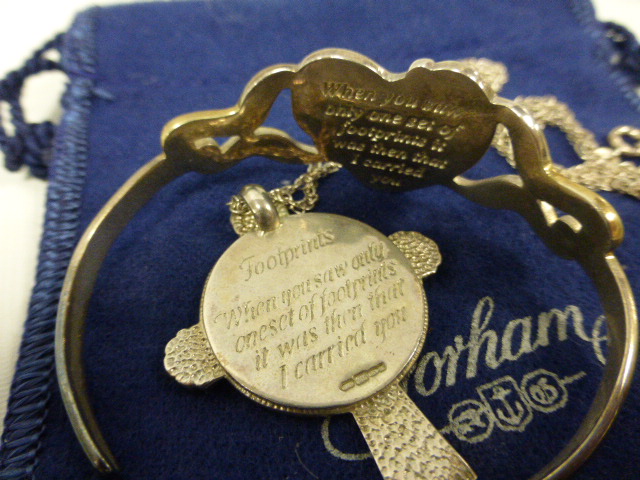 When you saw
only one set of
footprints it
was then that
I carried
you
Footprints
When you saw only
one set of footprints
it was then that
I carried you
Gorham